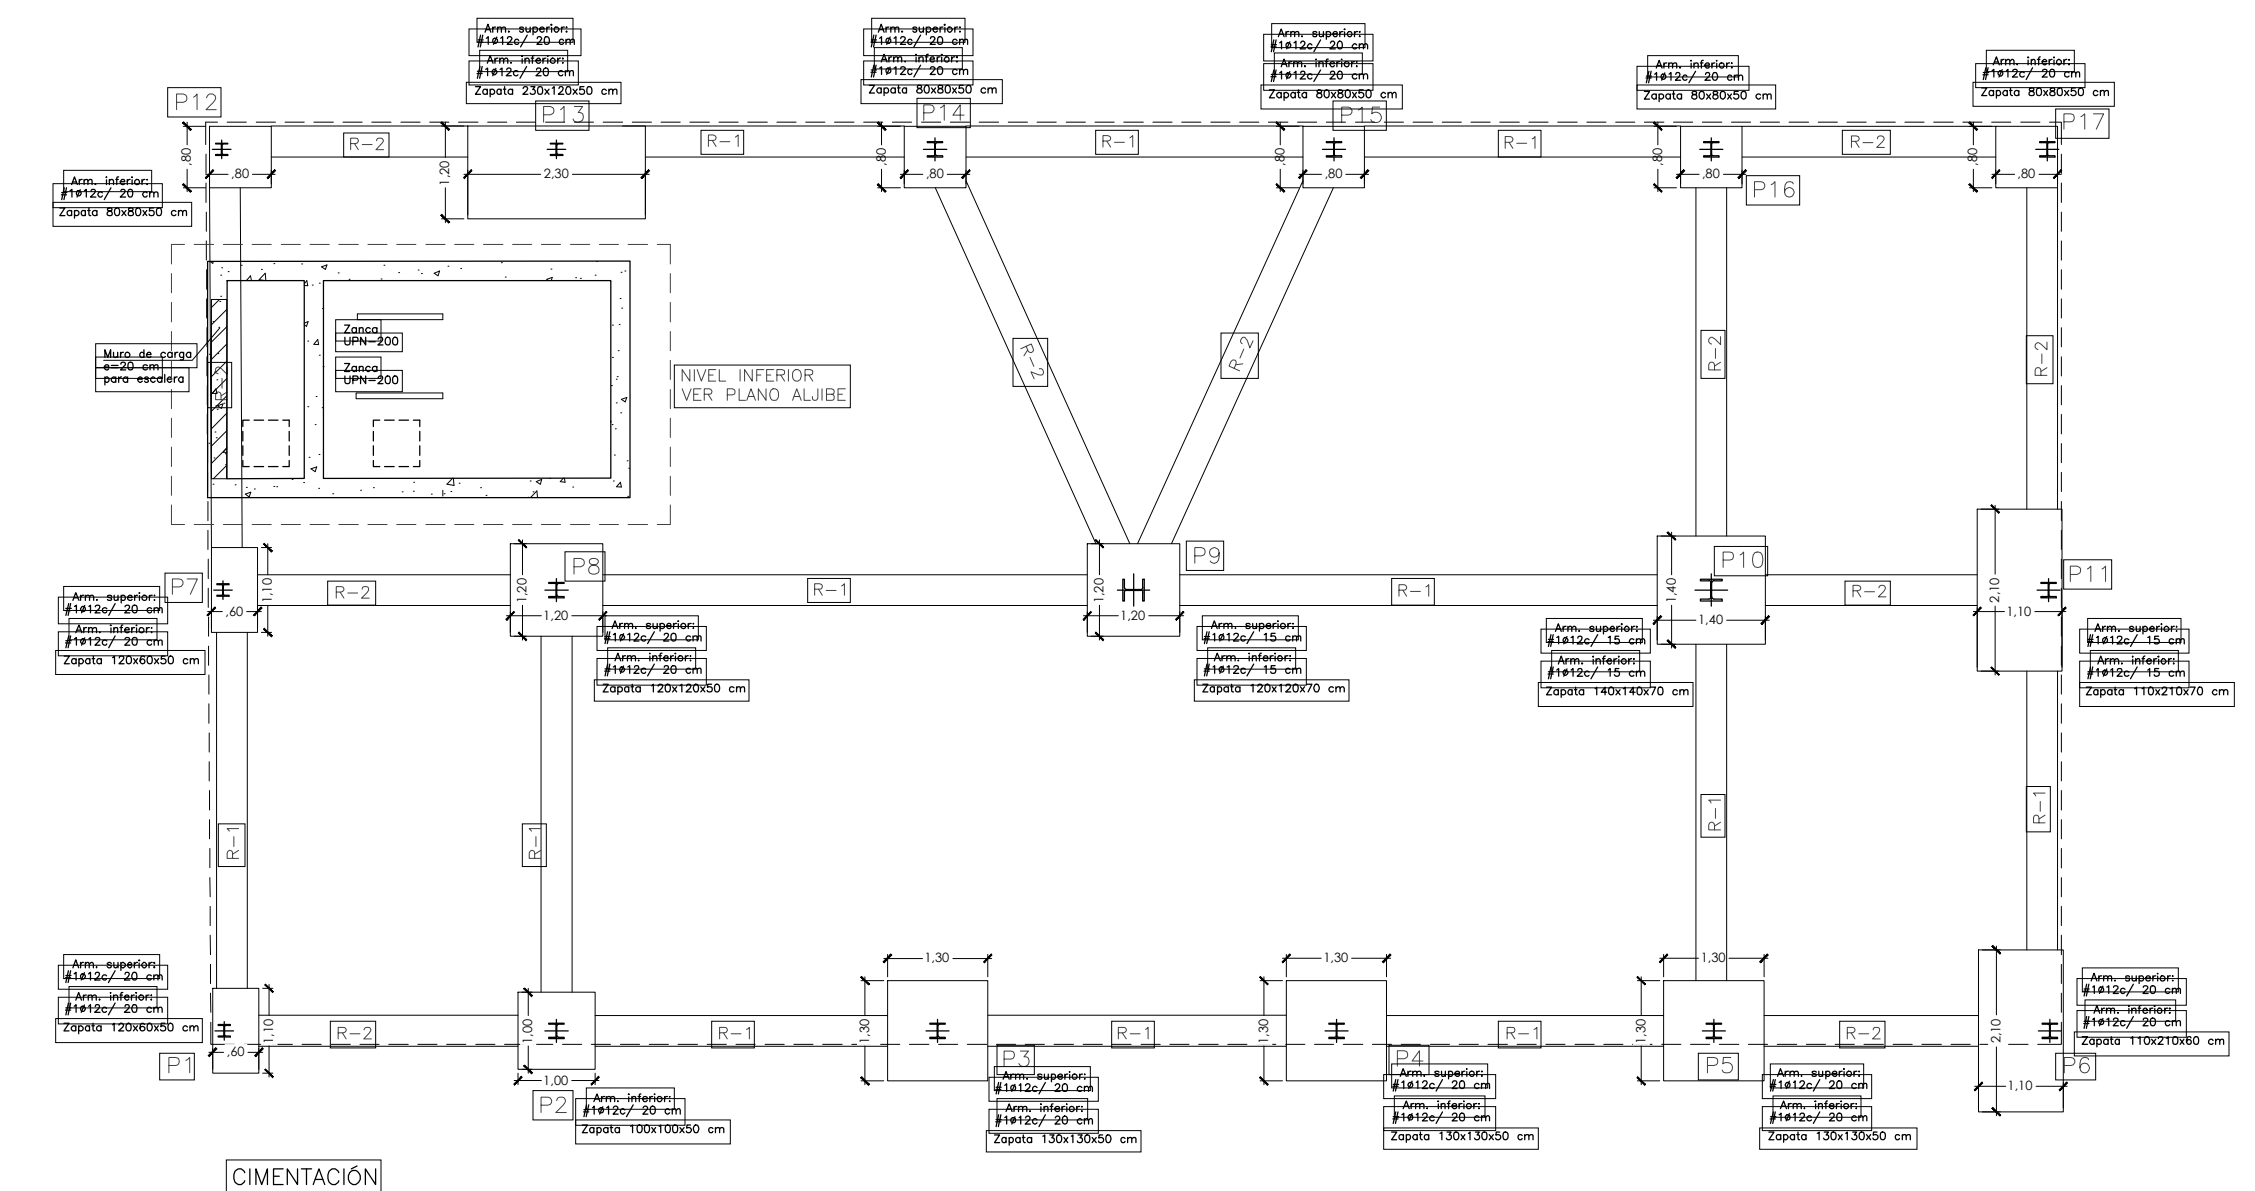 Arm. superior:
#1ø12c/ 20 cm
Arm. inferior:
#1ø12c/ 20 cm
Zapata 230x120x50 cm
P13
Arm. superior:
#1ø12c/ 20 cm
Arm. inferior:
#1ø12c/ 20 cm
Zapata 80x80x50 cm
P14
Arm. superior:
#1ø12c/ 20 cm
Arm. inferior:
#1ø12c/ 20 cm
Zapata 80x80x50 cm
P15
Arm. inferior:
#1ø12c/ 20 cm
Zapata 80x80x50 cm
P16
Arm. inferior:
#1ø12c/ 20 cm
Zapata 80x80x50 cm
P17
P12
Arm. inferior:
#1ø12c/ 20 cm
Zapata 80x80x50 cm
,80
,80
R-2
1,20
2,30
R-1
,80
,80
R-1
,80
,80
R-1
,80
,80
R-2
,80
,80
Muro de carga
e=20 cm
para escalera
R-2
Zanca
UPN-200
Zanca
UPN-200
NIVEL INFERIOR
VER PLANO ALJIBE
R-2
R-2
R-2
R-2
P7
Arm. superior:
#1ø12c/ 20 cm
Arm. inferior:
#1ø12c/ 20 cm
Zapata 120x60x50 cm
1,10
,60
R-2
P8
1,20
1,20
Arm. superior:
#1ø12c/ 20 cm
Arm. inferior:
#1ø12c/ 20 cm
Zapata 120x120x50 cm
R-1
P9
1,20
1,20
Arm. superior:
#1ø12c/ 15 cm
Arm. inferior:
#1ø12c/ 15 cm
Zapata 120x120x70 cm
R-1
P10
1,40
1,40
Arm. superior:
#1ø12c/ 15 cm
Arm. inferior:
#1ø12c/ 15 cm
Zapata 140x140x70 cm
R-2
P11
2,10
1,10
Arm. superior:
#1ø12c/ 15 cm
Arm. inferior:
#1ø12c/ 15 cm
Zapata 110x210x70 cm
R-1
R-1
R-1
R-1
Arm. superior:
#1ø12c/ 20 cm
Arm. inferior:
#1ø12c/ 20 cm
Zapata 120x60x50 cm
P1
1,10
,60
R-2
1,00
1,00
P2
Arm. inferior:
#1ø12c/ 20 cm
Zapata 100x100x50 cm
R-1
1,30
1,30
P3
Arm. superior:
#1ø12c/ 20 cm
Arm. inferior:
#1ø12c/ 20 cm
Zapata 130x130x50 cm
R-1
1,30
1,30
P4
Arm. superior:
#1ø12c/ 20 cm
Arm. inferior:
#1ø12c/ 20 cm
Zapata 130x130x50 cm
R-1
1,30
1,30
P5
Arm. superior:
#1ø12c/ 20 cm
Arm. inferior:
#1ø12c/ 20 cm
Zapata 130x130x50 cm
R-2
2,10
1,10
P6
Arm. superior:
#1ø12c/ 20 cm
Arm. inferior:
#1ø12c/ 20 cm
Zapata 110x210x60 cm
CIMENTACIÓN